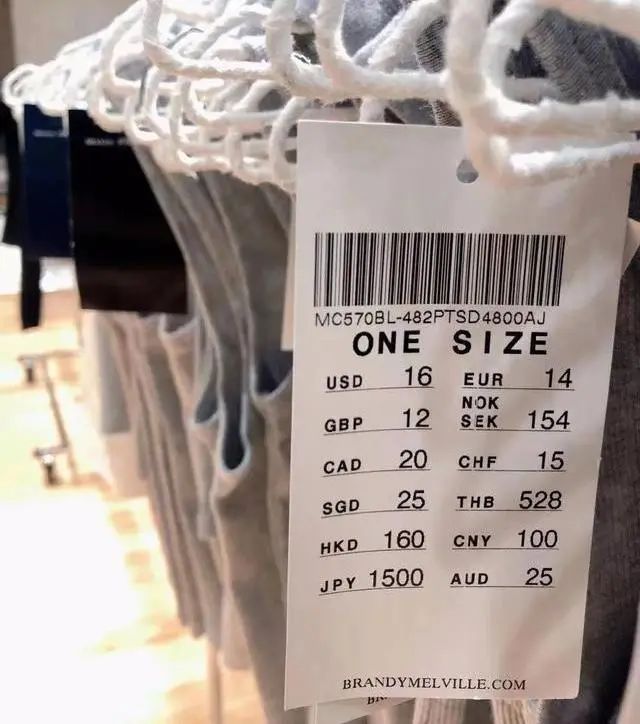 MC570BL-482PTSD4800AJ
ONE SIZE
USD 16 EUR 14
GBP 12 NOK SEK 154
CAD 20 CHF 15
SGD 25 THB 528
HKD 160 CNY 100
JPY 1500 AUD 25
BRANDYMELVILLE.COM